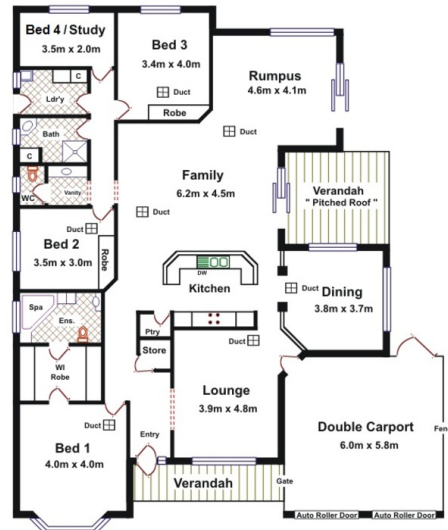 Bed 4 / Study
3.5m x 2.0m
Bed 3
3.4m x 4.0m
Rumpus
4.6m x 4.1m
C
Ldr'y
Duct
Robe
Duct
Bath
C
WC
Vanity
Family
6.2m x 4.5m
Verandah
" Pitched Roof "
Duct
Duct
Bed 2
3.5m x 3.0m
Robe
DW
Kitchen
Duct
Dining
3.8m x 3.7m
Spa
Ens.
Ptry
Store
Duct
WI
Robe
Lounge
3.9m x 4.8m
Duct
Bed 1
4.0m x 4.0m
Entry
Double Carport
6.0m x 5.8m
Fen
Verandah
Gate
Auto Roller Door
Auto Roller Door